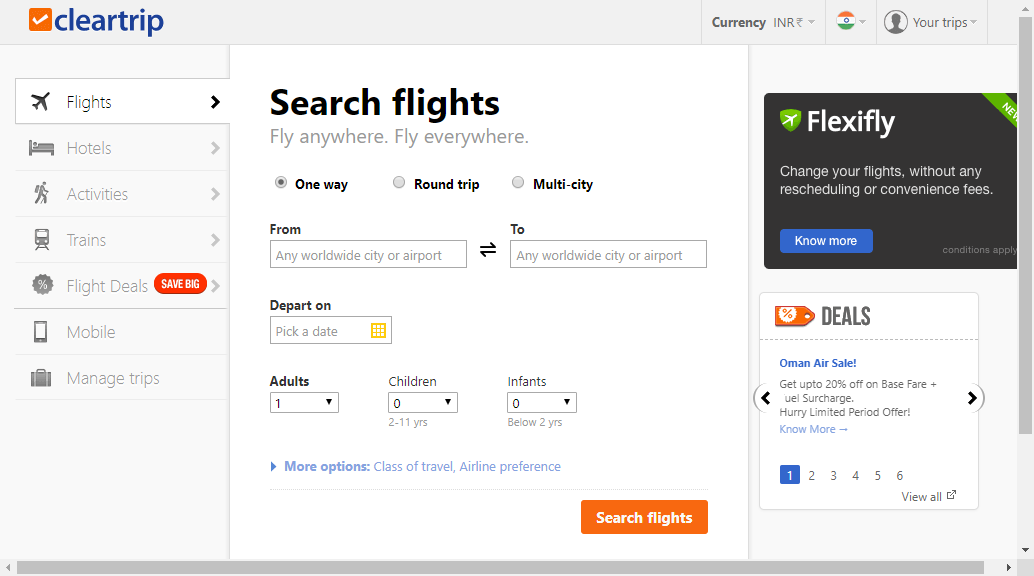 cleartrip
Currency INR₹
Your trips
Flights
Hotels
Activities
Trains
Flight Deals SAVE BIG
Mobile
Manage trips
Search flights
Fly anywhere. Fly everywhere.
One way Round trip Multi-city
From To
Any worldwide city or airport Any worldwide city or airport
Depart on
Pick a date
Adults Children Infants
1 0 0
2-11 yrs Below 2 yrs
More options: Class of travel, Airline preference
Search flights
Flexifly
Change your flights, without any
rescheduling or convenience fees.
Know more
conditions apply
% DEALS
Oman Air Sale!
Get upto 20% off on Base Fare +
uel Surcharge.
Hurry Limited Period Offer!
Know More →
1 2 3 4 5 6
View all